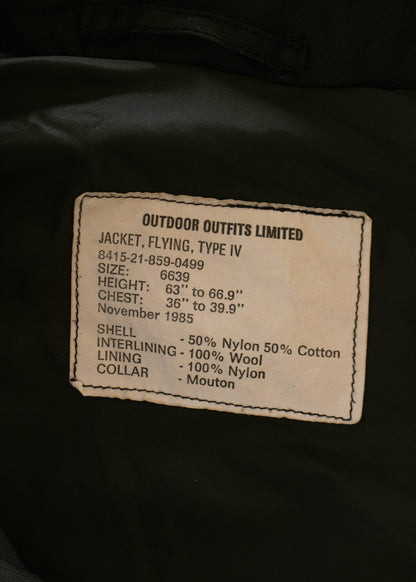 OUTDOOR OUTFITS LIMITED
JACKET, FLYING, TYPE IV
8415-21-859-0499
SIZE: 6639
HEIGHT: 63" to 66.9"
CHEST: 36" to 39.9"
November 1985
SHELL - 50% Nylon 50% Cotton
INTERLINING - 100% Wool
LINING - 100% Nylon
COLLAR - Mouton